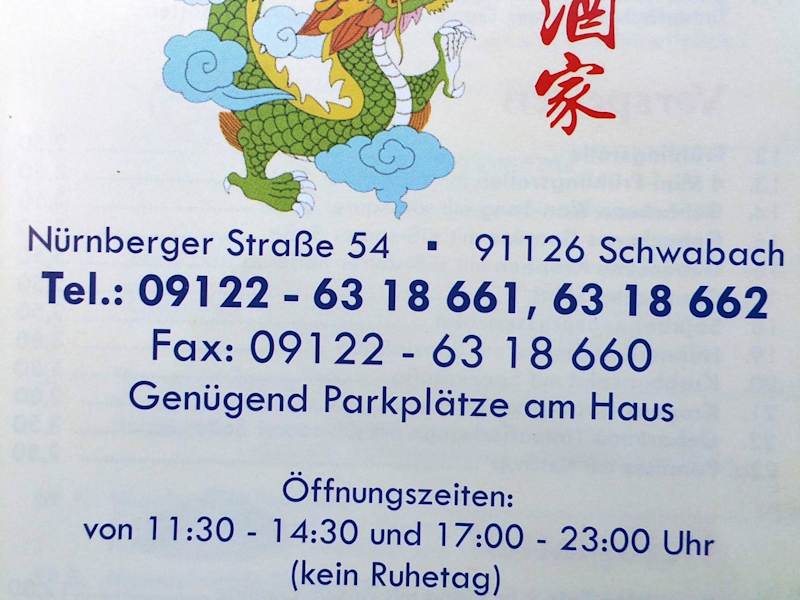 酒家
Nürnberger Straße 54 ▪ 91126 Schwabach
Tel.: 09122 - 63 18 661, 63 18 662
Fax: 09122 - 63 18 660
Genügend Parkplätze am Haus
Öffnungszeiten:
von 11:30 - 14:30 und 17:00 - 23:00 Uhr
(kein Ruhetag)